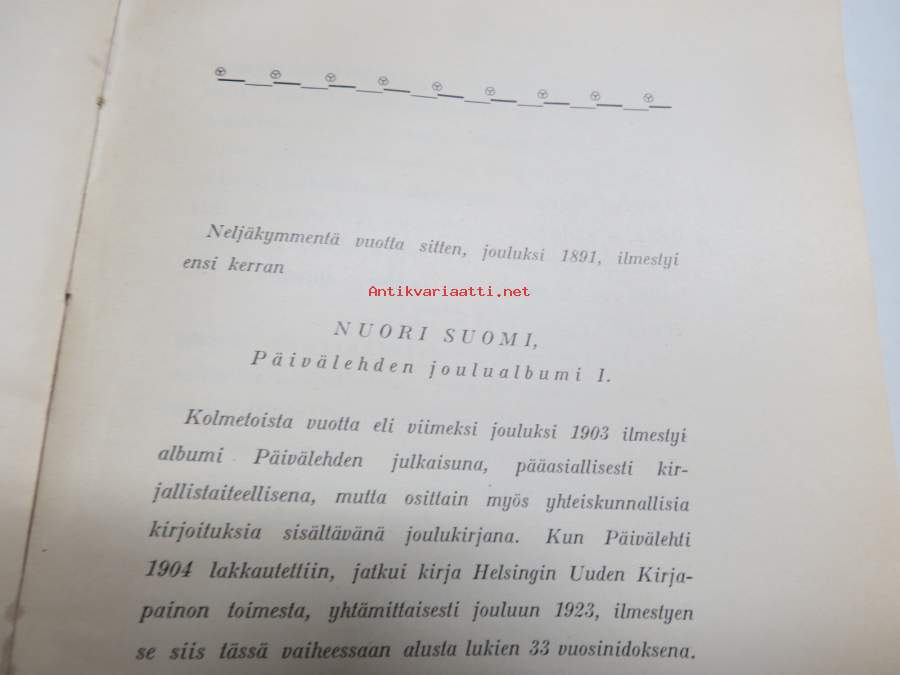 Neljäkymmentä vuotta sitten, jouluksi 1891, ilmestyi
ensi kerran
Antikvariaatti.net
NUORI SUOMI,
Päivälehden joulualbumi I.
Kolmetoista vuotta eli viimeksi jouluksi 1903 ilmestyi
albumi Päivälehden julkaisuna, pääasiallisesti kir-
jallistaiteellisena, mutta osittain myös yhteiskunnallisia
kirjoituksia sisältävänä joulukirjana. Kun Päivälehti
1904 lakkautettiin, jatkui kirja Helsingin Uuden Kirja-
painon toimesta, yhtämittaisesti jouluun 1923, ilmestyen
se siis tässä vaiheessaan alusta lukien 33 vuosinidoksena.